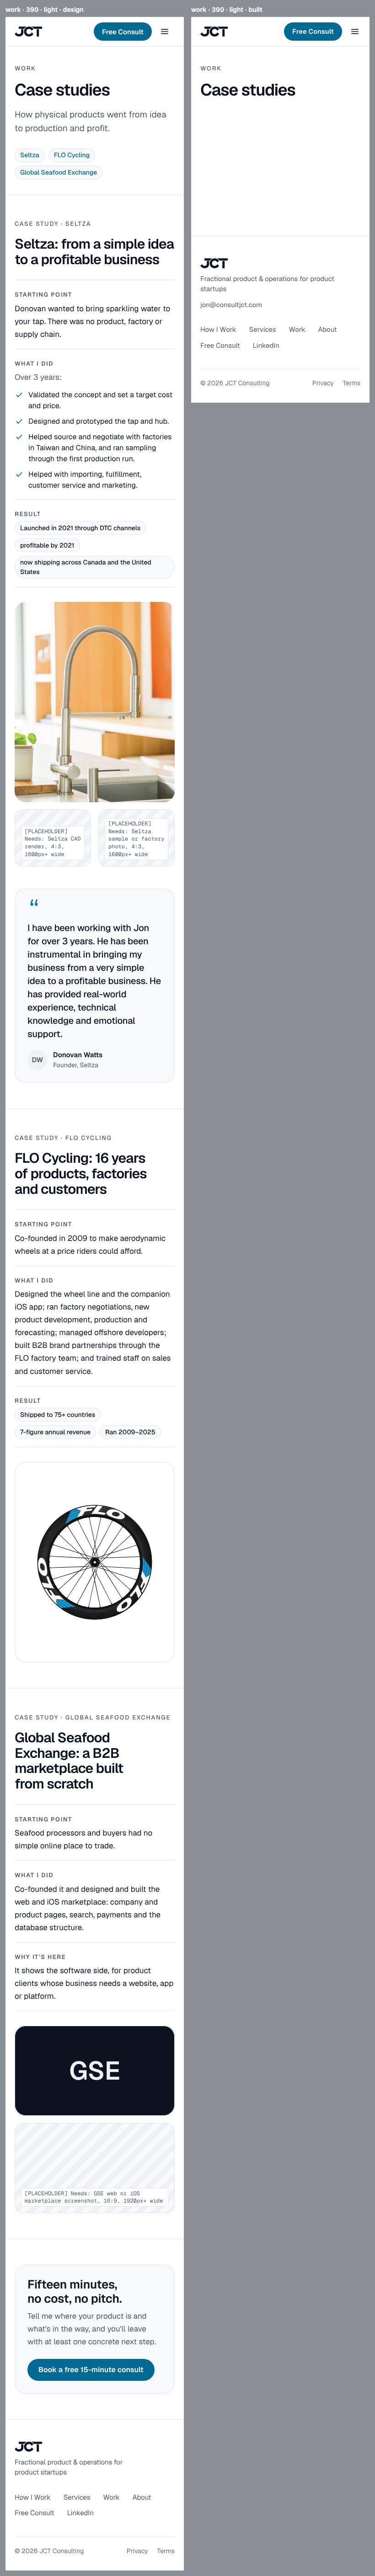 work · 390 · light · design
JCT
Free Consult
WORK
Case studies
How physical products went from idea
to production and profit.
Seltza
FLO Cycling
Global Seafood Exchange
CASE STUDY · SELTZA
Seltza: from a simple idea
to a profitable business
STARTING POINT
Donovan wanted to bring sparkling water to
your tap. There was no product, factory or
supply chain.
WHAT I DID
Over 3 years:
Validated the concept and set a target cost
and price.
Designed and prototyped the tap and hub.
Helped source and negotiate with factories
in Taiwan and China, and ran sampling
through the first production run.
Helped with importing, fulfillment,
customer service and marketing.
RESULT
Launched in 2021 through DTC channels
profitable by 2021
now shipping across Canada and the United
States
[PLACEHOLDER]
Needs: Seltza CAD
render, 4:3,
1600px+ wide
[PLACEHOLDER]
Needs: Seltza
sample or factory
photo, 4:3,
1600px+ wide
“
I have been working with Jon
for over 3 years. He has been
instrumental in bringing my
business from a very simple
idea to a profitable business. He
has provided real-world
experience, technical
knowledge and emotional
support.
DW
Donovan Watts
Founder, Seltza
CASE STUDY · FLO CYCLING
FLO Cycling: 16 years
of products, factories
and customers
STARTING POINT
Co-founded in 2009 to make aerodynamic
wheels at a price riders could afford.
WHAT I DID
Designed the wheel line and the companion
iOS app; ran factory negotiations, new
product development, production and
forecasting; managed offshore developers;
built B2B brand partnerships through the
FLO factory team; and trained staff on sales
and customer service.
RESULT
Shipped to 75+ countries
7-figure annual revenue
Ran 2009–2025
FLO
FLO
FLO
CASE STUDY · GLOBAL SEAFOOD EXCHANGE
Global Seafood
Exchange: a B2B
marketplace built
from scratch
STARTING POINT
Seafood processors and buyers had no
simple online place to trade.
WHAT I DID
Co-founded it and designed and built the
web and iOS marketplace: company and
product pages, search, payments and the
database structure.
WHY IT'S HERE
It shows the software side, for product
clients whose business needs a website, app
or platform.
GSE
[PLACEHOLDER] Needs: GSE web or iOS
marketplace screenshot, 16:9, 1920px+ wide
Fifteen minutes,
no cost, no pitch.
Tell me where your product is and
what's in the way, and you'll leave
with at least one concrete next step.
Book a free 15-minute consult
JCT
Fractional product & operations for
product startups
How I Work
Services
Work
About
Free Consult
LinkedIn
© 2026 JCT Consulting
Privacy
Terms
work · 390 · light · built
JCT
Free Consult
WORK
Case studies
JCT
Fractional product & operations for product
startups
jon@consultjct.com
How I Work
Services
Work
About
Free Consult
LinkedIn
© 2026 JCT Consulting
Privacy
Terms